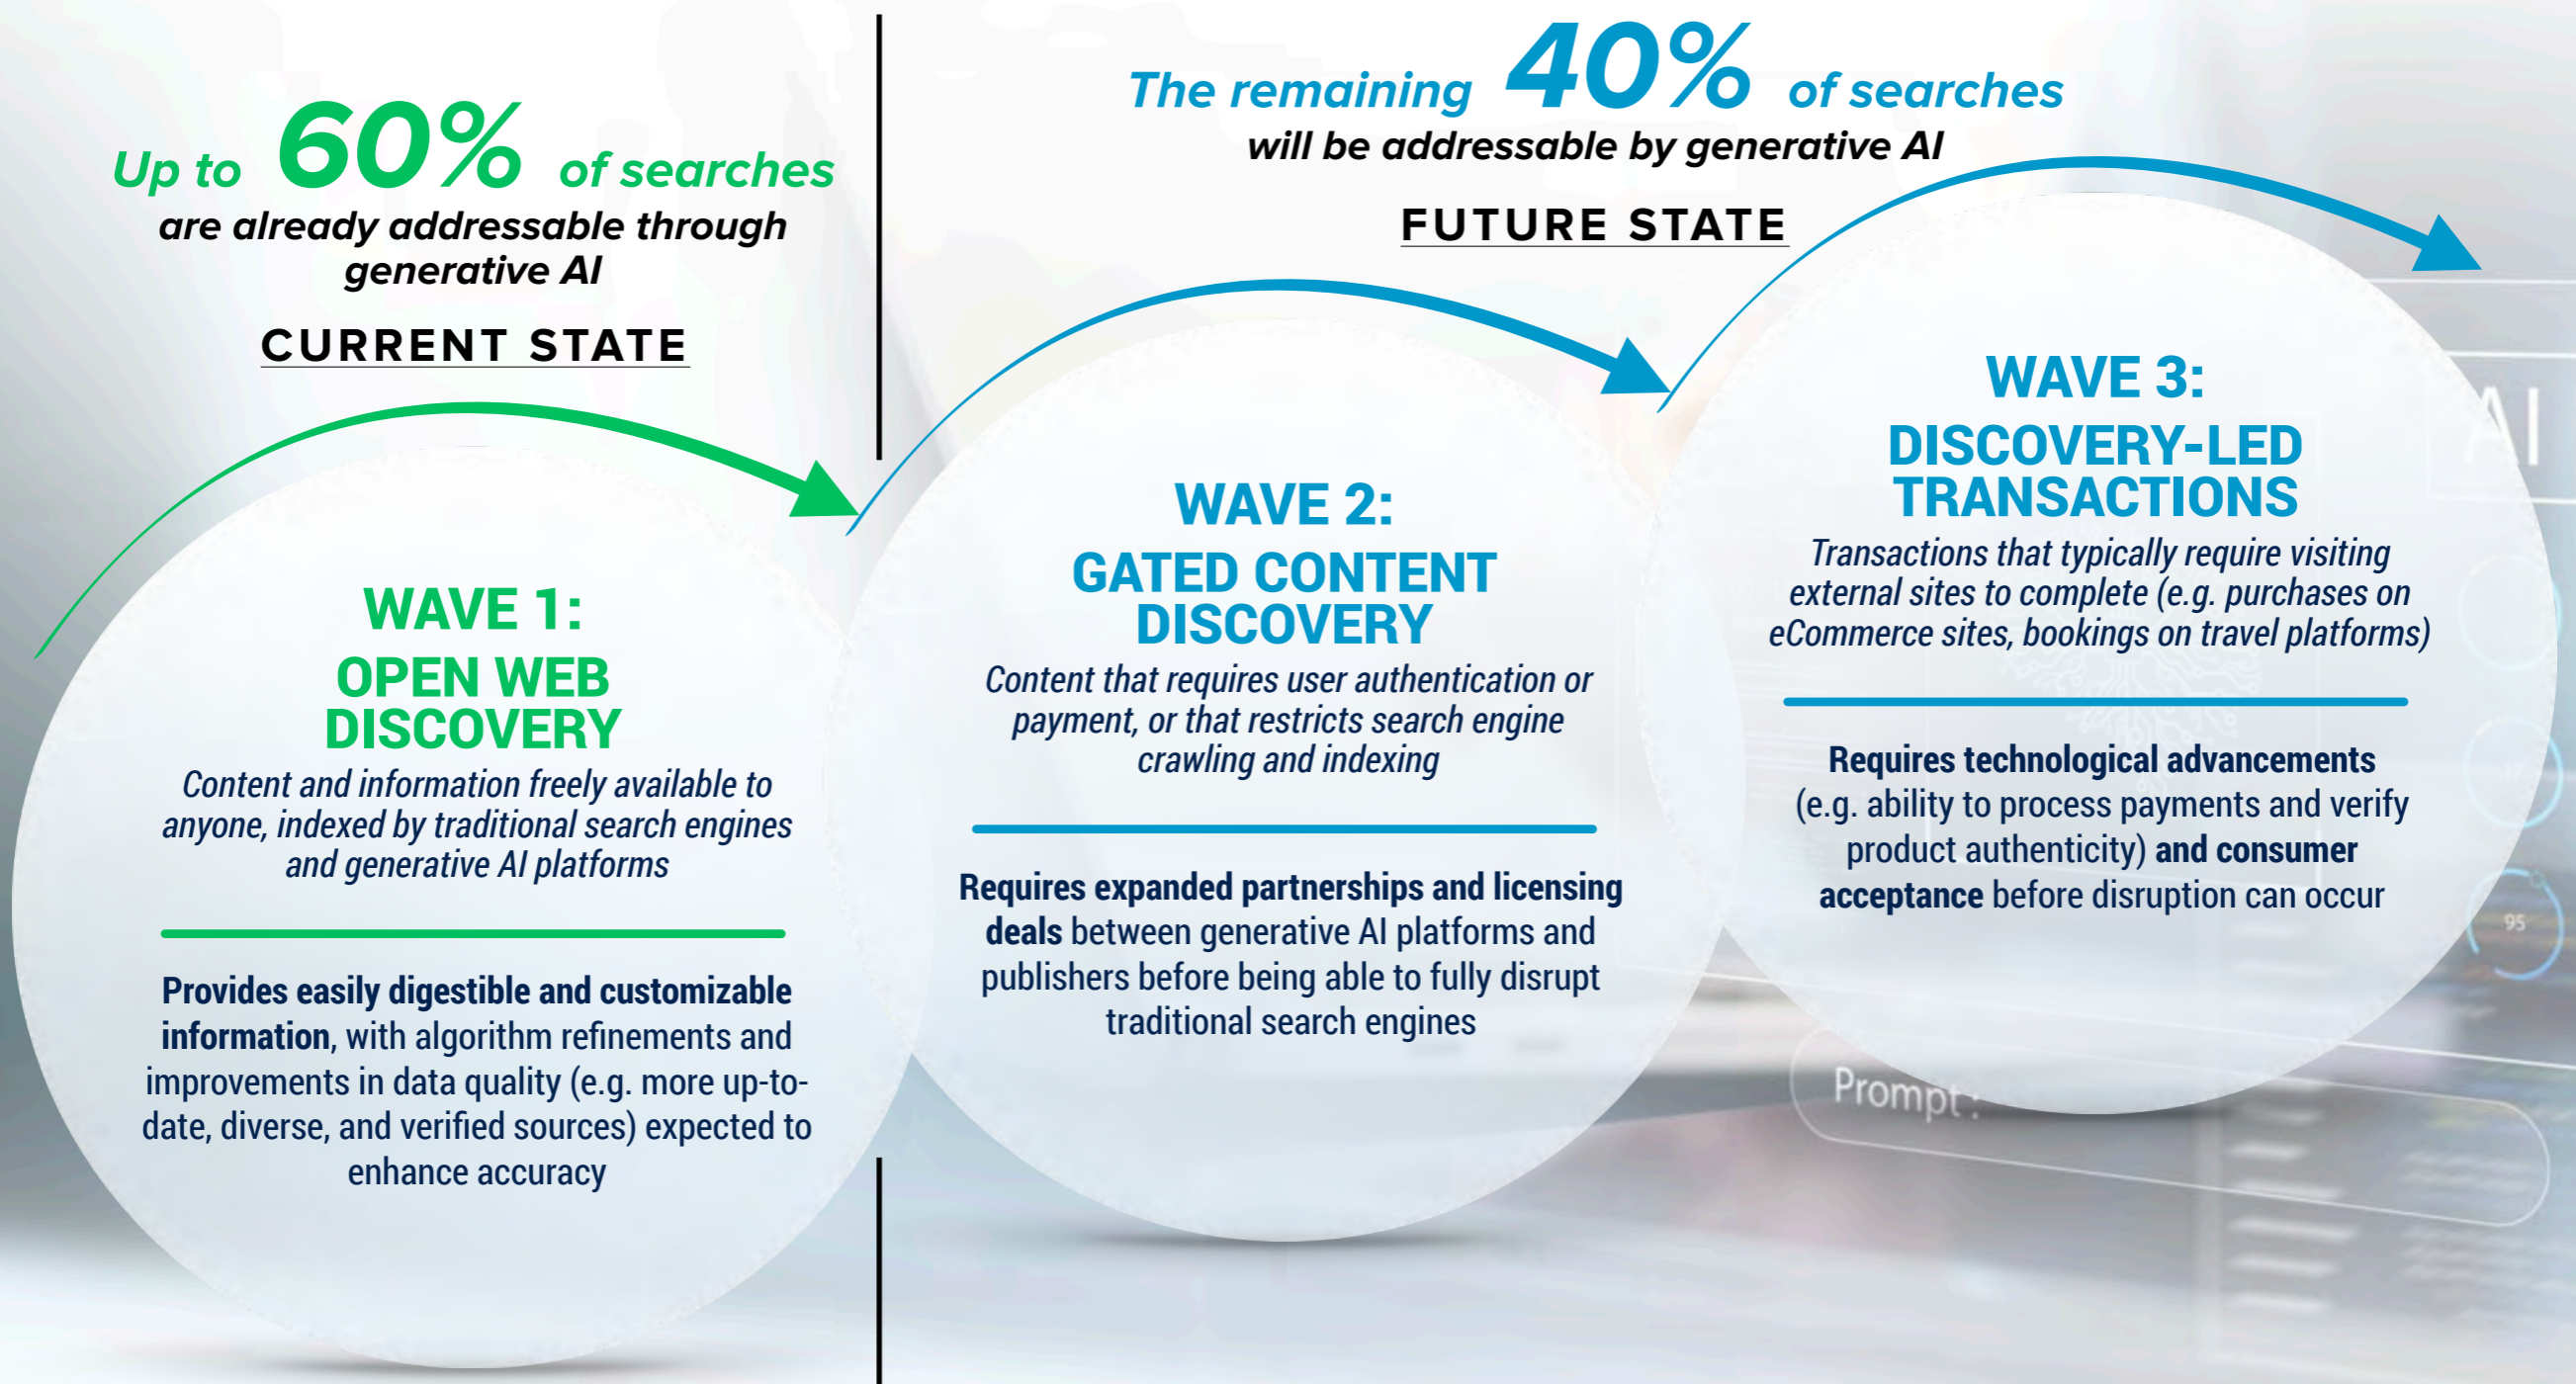 Up to 60% of searches
are already addressable through
generative AI
CURRENT STATE
The remaining 40% of searches
will be addressable by generative AI
FUTURE STATE
WAVE 1:
OPEN WEB
DISCOVERY
Content and information freely available to
anyone, indexed by traditional search engines
and generative AI platforms
Provides easily digestible and customizable
information, with algorithm refinements and
improvements in data quality (e.g. more up-to-
date, diverse, and verified sources) expected to
enhance accuracy
WAVE 2:
GATED CONTENT
DISCOVERY
Content that requires user authentication or
payment, or that restricts search engine
crawling and indexing
Requires expanded partnerships and licensing
deals between generative AI platforms and
publishers before being able to fully disrupt
traditional search engines
WAVE 3:
DISCOVERY-LED
TRANSACTIONS
Transactions that typically require visiting
external sites to complete (e.g. purchases on
eCommerce sites, bookings on travel platforms)
Requires technological advancements
(e.g. ability to process payments and verify
product authenticity) and consumer
acceptance before disruption can occur
AI
95
Prompt :